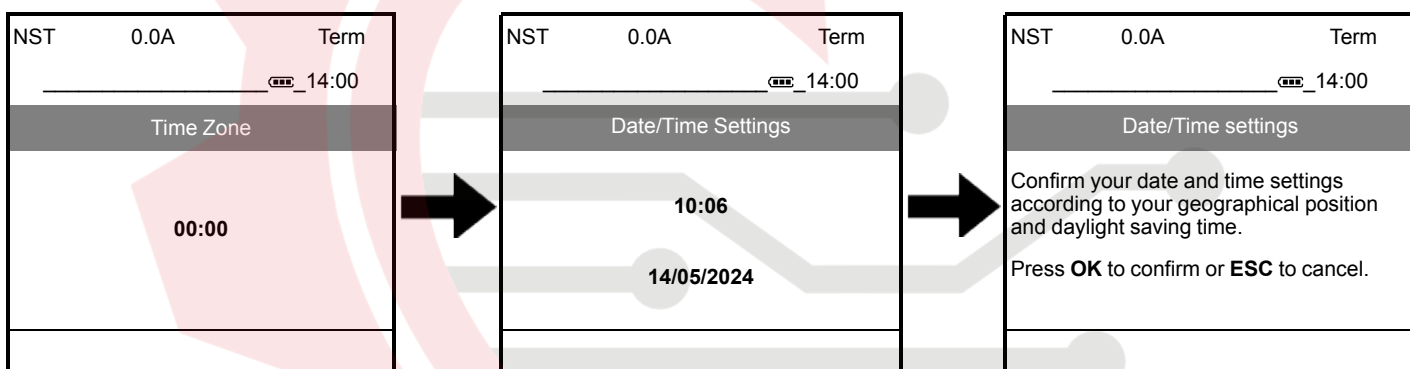 NST 0.0A Term
14:00
Time Zone
00:00
NST 0.0A Term
14:00
Date/Time Settings
10:06
14/05/2024
NST 0.0A Term
14:00
Date/Time settings
Confirm your date and time settings
according to your geographical position
and daylight saving time.
Press OK to confirm or ESC to cancel.